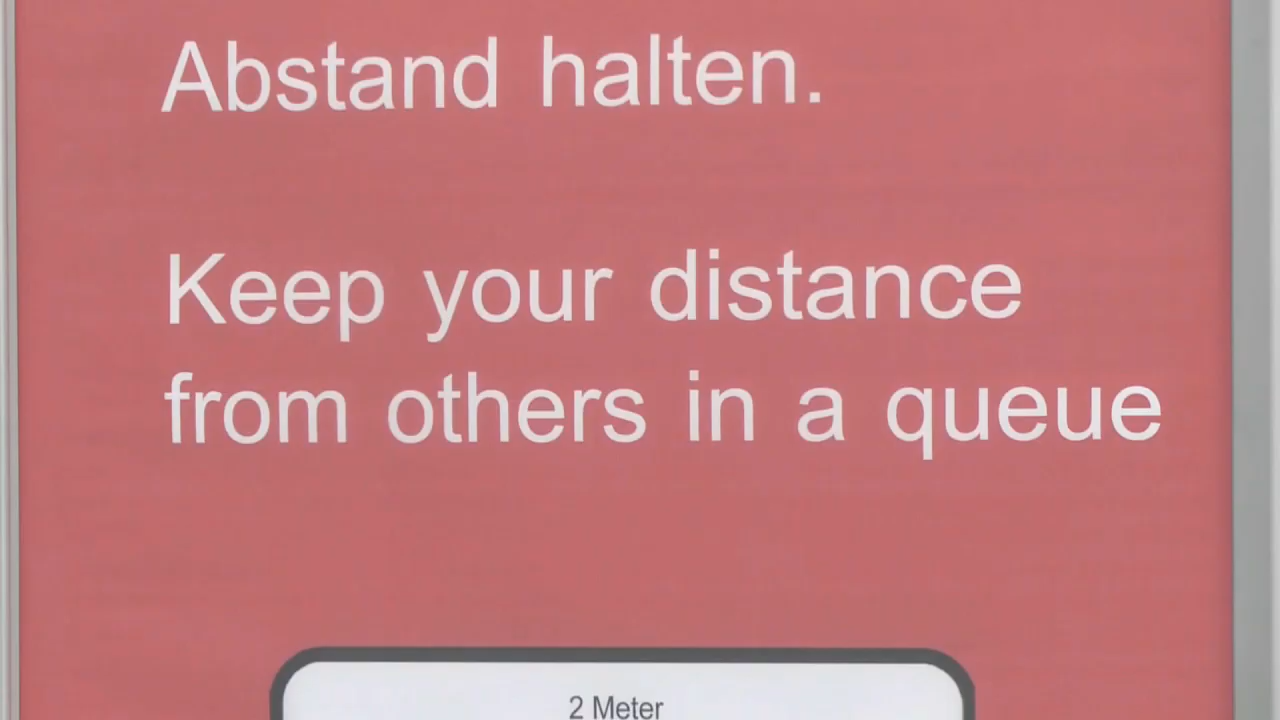 Abstand halten.
Keep your distance
from others in a queue
2 Meter